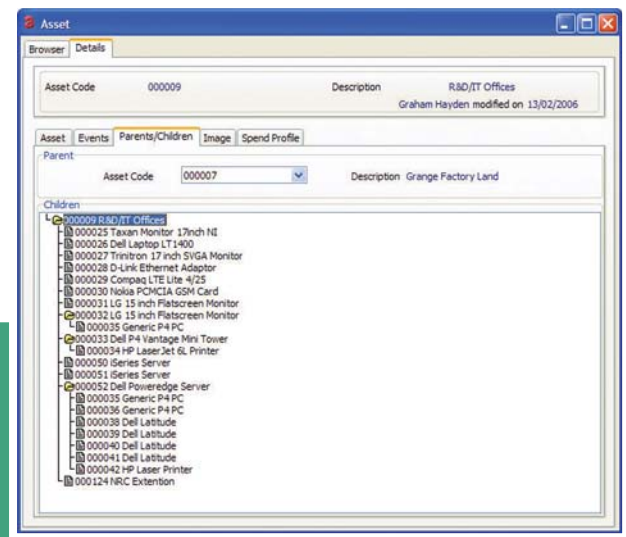 Asset
Browser Details
Asset Code 000009 Description R&D/IT Offices
Graham Hayden modified on 13/02/2006
Asset Events Parents/Children Image Spend Profile
Parent
Asset Code 000007 Description Grange Factory Land
Children
000009 R&D/IT Offices
000025 Taxan Monitor 17inch NI
000026 Dell Laptop LT1400
000027 Trinitron 17 inch SVGA Monitor
000028 D-Link Ethernet Adaptor
000029 Compaq LTE Lite 4/25
000030 Nokia PCMCIA GSM Card
000031 LG 15 inch Flatscreen Monitor
000032 LG 15 inch Flatscreen Monitor
000035 Generic P4 PC
000033 Dell P4 Vantage Mini Tower
000034 HP LaserJet 6L Printer
000050 iSeries Server
000051 iSeries Server
000052 Dell Poweredge Server
000035 Generic P4 PC
000036 Generic P4 PC
000038 Dell Latitude
000039 Dell Latitude
000040 Dell Latitude
000041 Dell Latitude
000042 HP Laser Printer
000124 NRC Extention